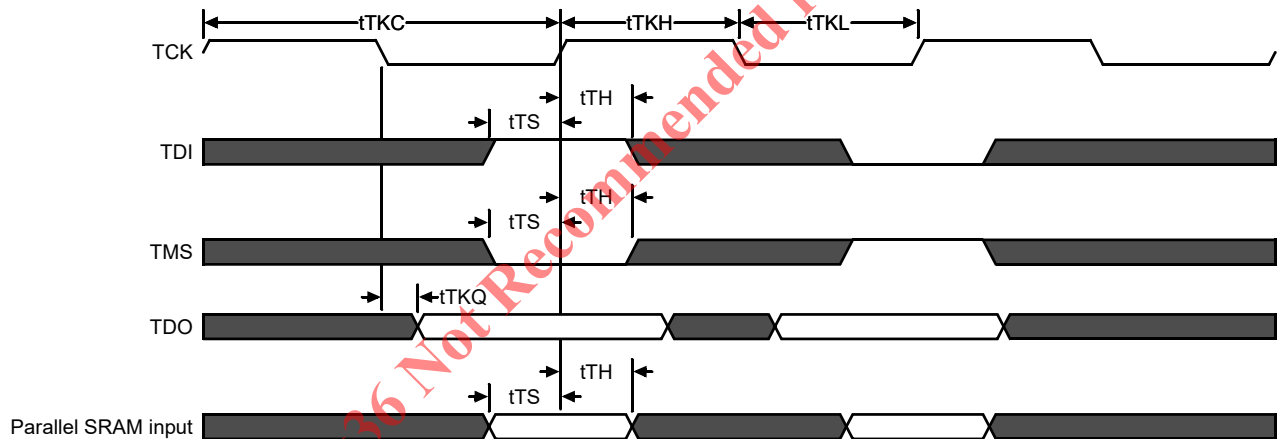 tTKC tTKH tTKL
TCK
tTH
tTS
TDI
tTH
tTS
TMS
tTKQ
TDO
tTH
tTS
Parallel SRAM input
36 Not Recommended